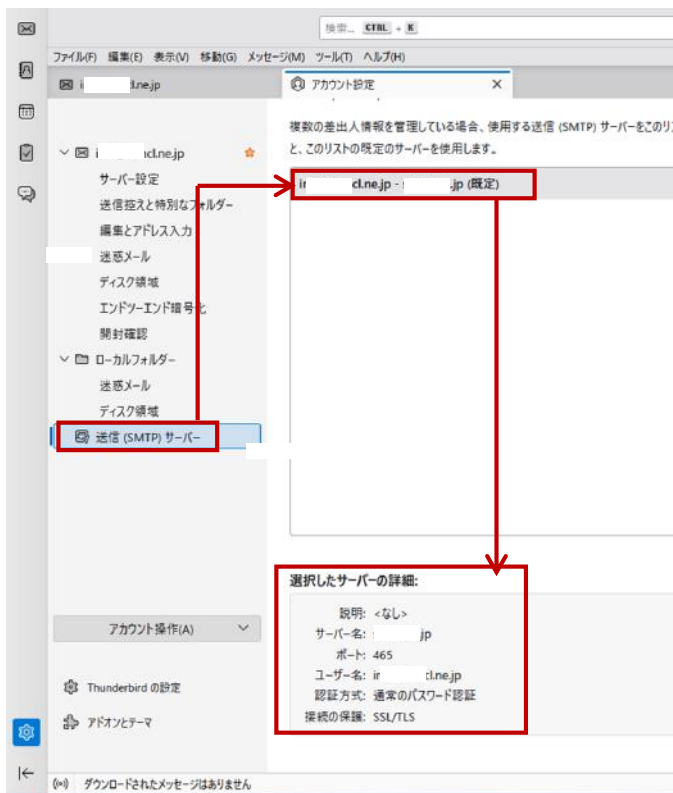 検索... CTRL + K
ファイル(F) 編集(E) 表示(V) 移動(G) メッセージ(M) ツール(T) ヘルプ(H)
i l.ne.jp
アカウント設定
複数の差出人情報を管理している場合、使用する送信 (SMTP) サーバーをこのリ
と、このリストの既定のサーバーを使用します。
i cl.ne.jp
サーバー設定
in cl.ne.jp - s .jp (既定)
送信控えと特別なフォルダー
編集とアドレス入力
迷惑メール
ディスク領域
エンドツーエンド暗号化
開封確認
ローカルフォルダー
迷惑メール
ディスク領域
送信 (SMTP) サーバー
選択したサーバーの詳細:
説明: <なし>
サーバー名: s jp
ポート: 465
ユーザー名: ir l.ne.jp
認証方式: 通常のパスワード認証
接続の保護: SSL/TLS
アカウント操作(A)
Thunderbird の設定
アドオンとテーマ
ダウンロードされたメッセージはありません